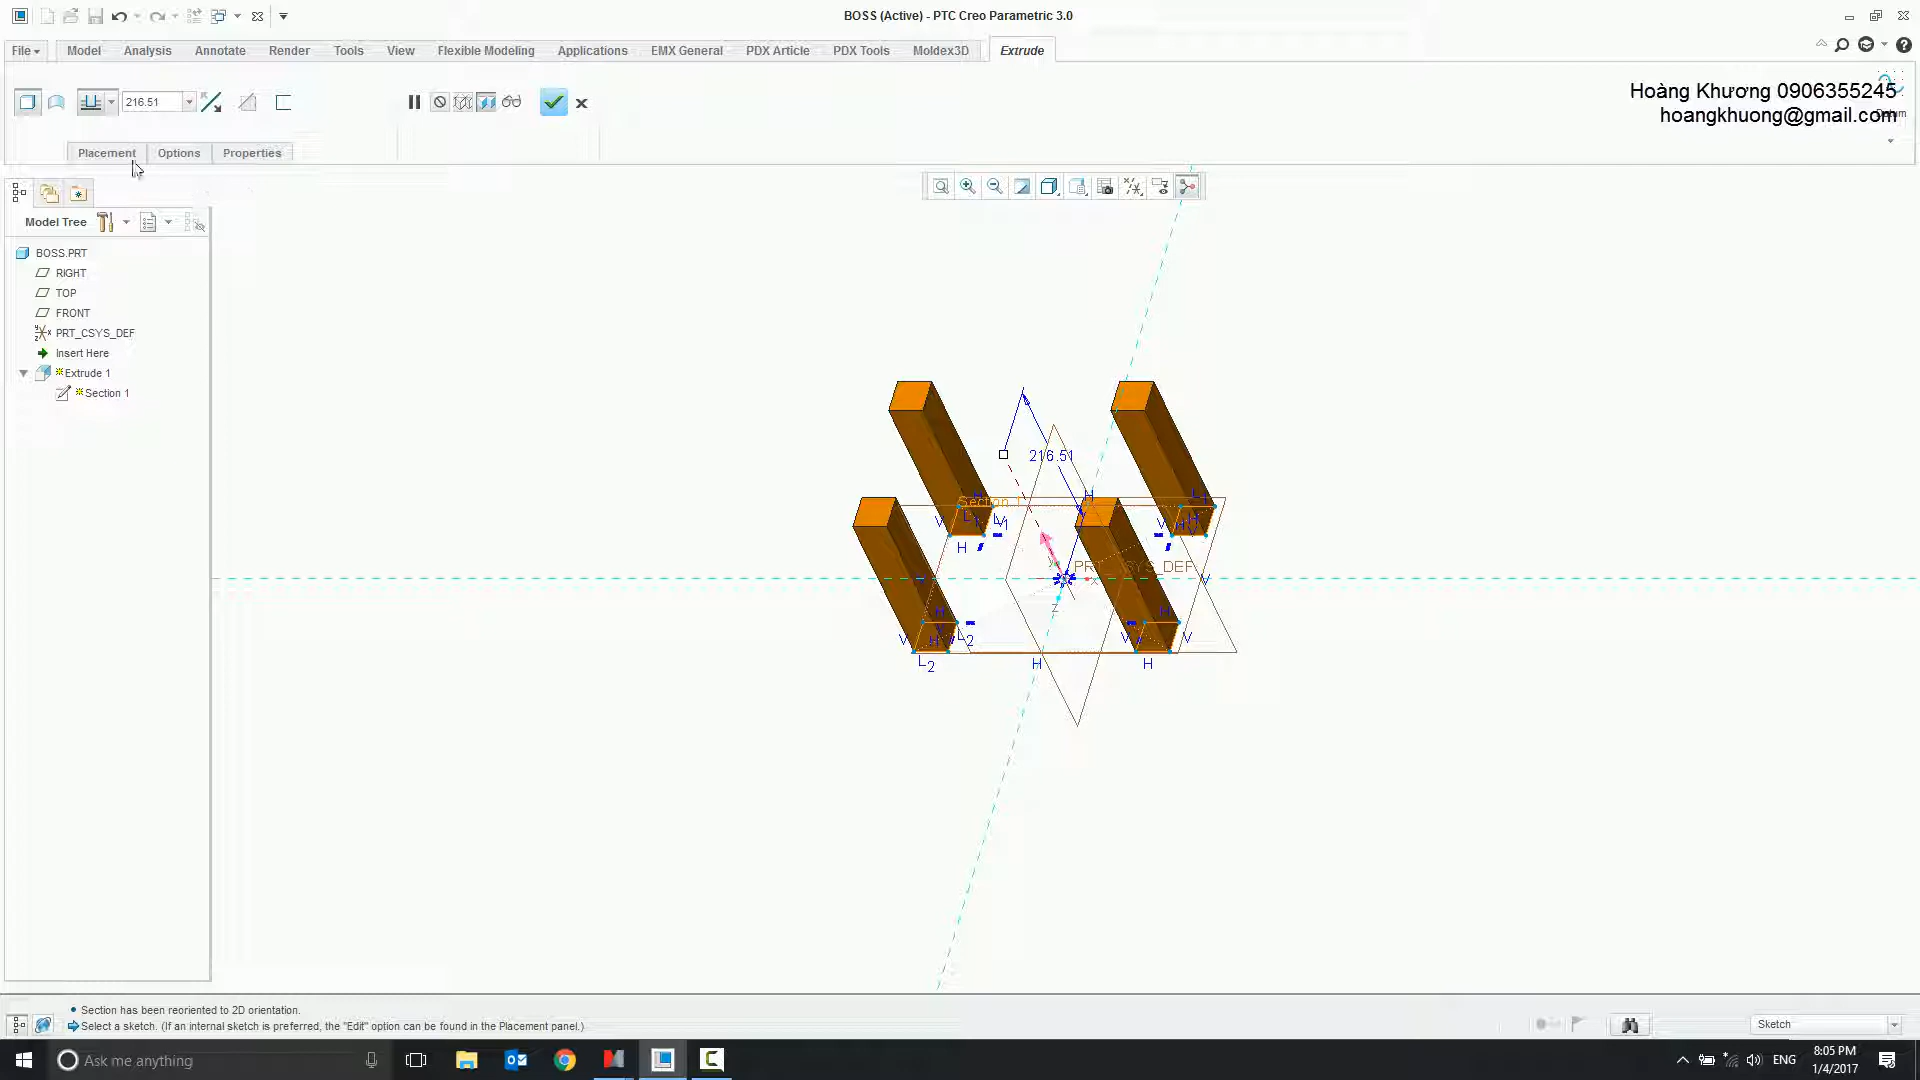 BOSS (Active) - PTC Creo Parametric 3.0
File Model Analysis Annotate Render Tools View Flexible Modeling Applications EMX General PDX Article PDX Tools Moldex3D Extrude
216.51
Hoàng Khương 0906355245
hoangkhuong@gmail.com
Placement Options Properties
Model Tree
BOSS.PRT
RIGHT
TOP
FRONT
PRT_CSYS_DEF
Insert Here
Extrude 1
Section 1
216.51
Section 1
PRT_CSYS_DEF
Section has been reoriented to 2D orientation.
Select a sketch. (If an internal sketch is preferred, the "Edit" option can be found in the Placement panel.)
Sketch
Ask me anything
ENG
8:05 PM
1/4/2017